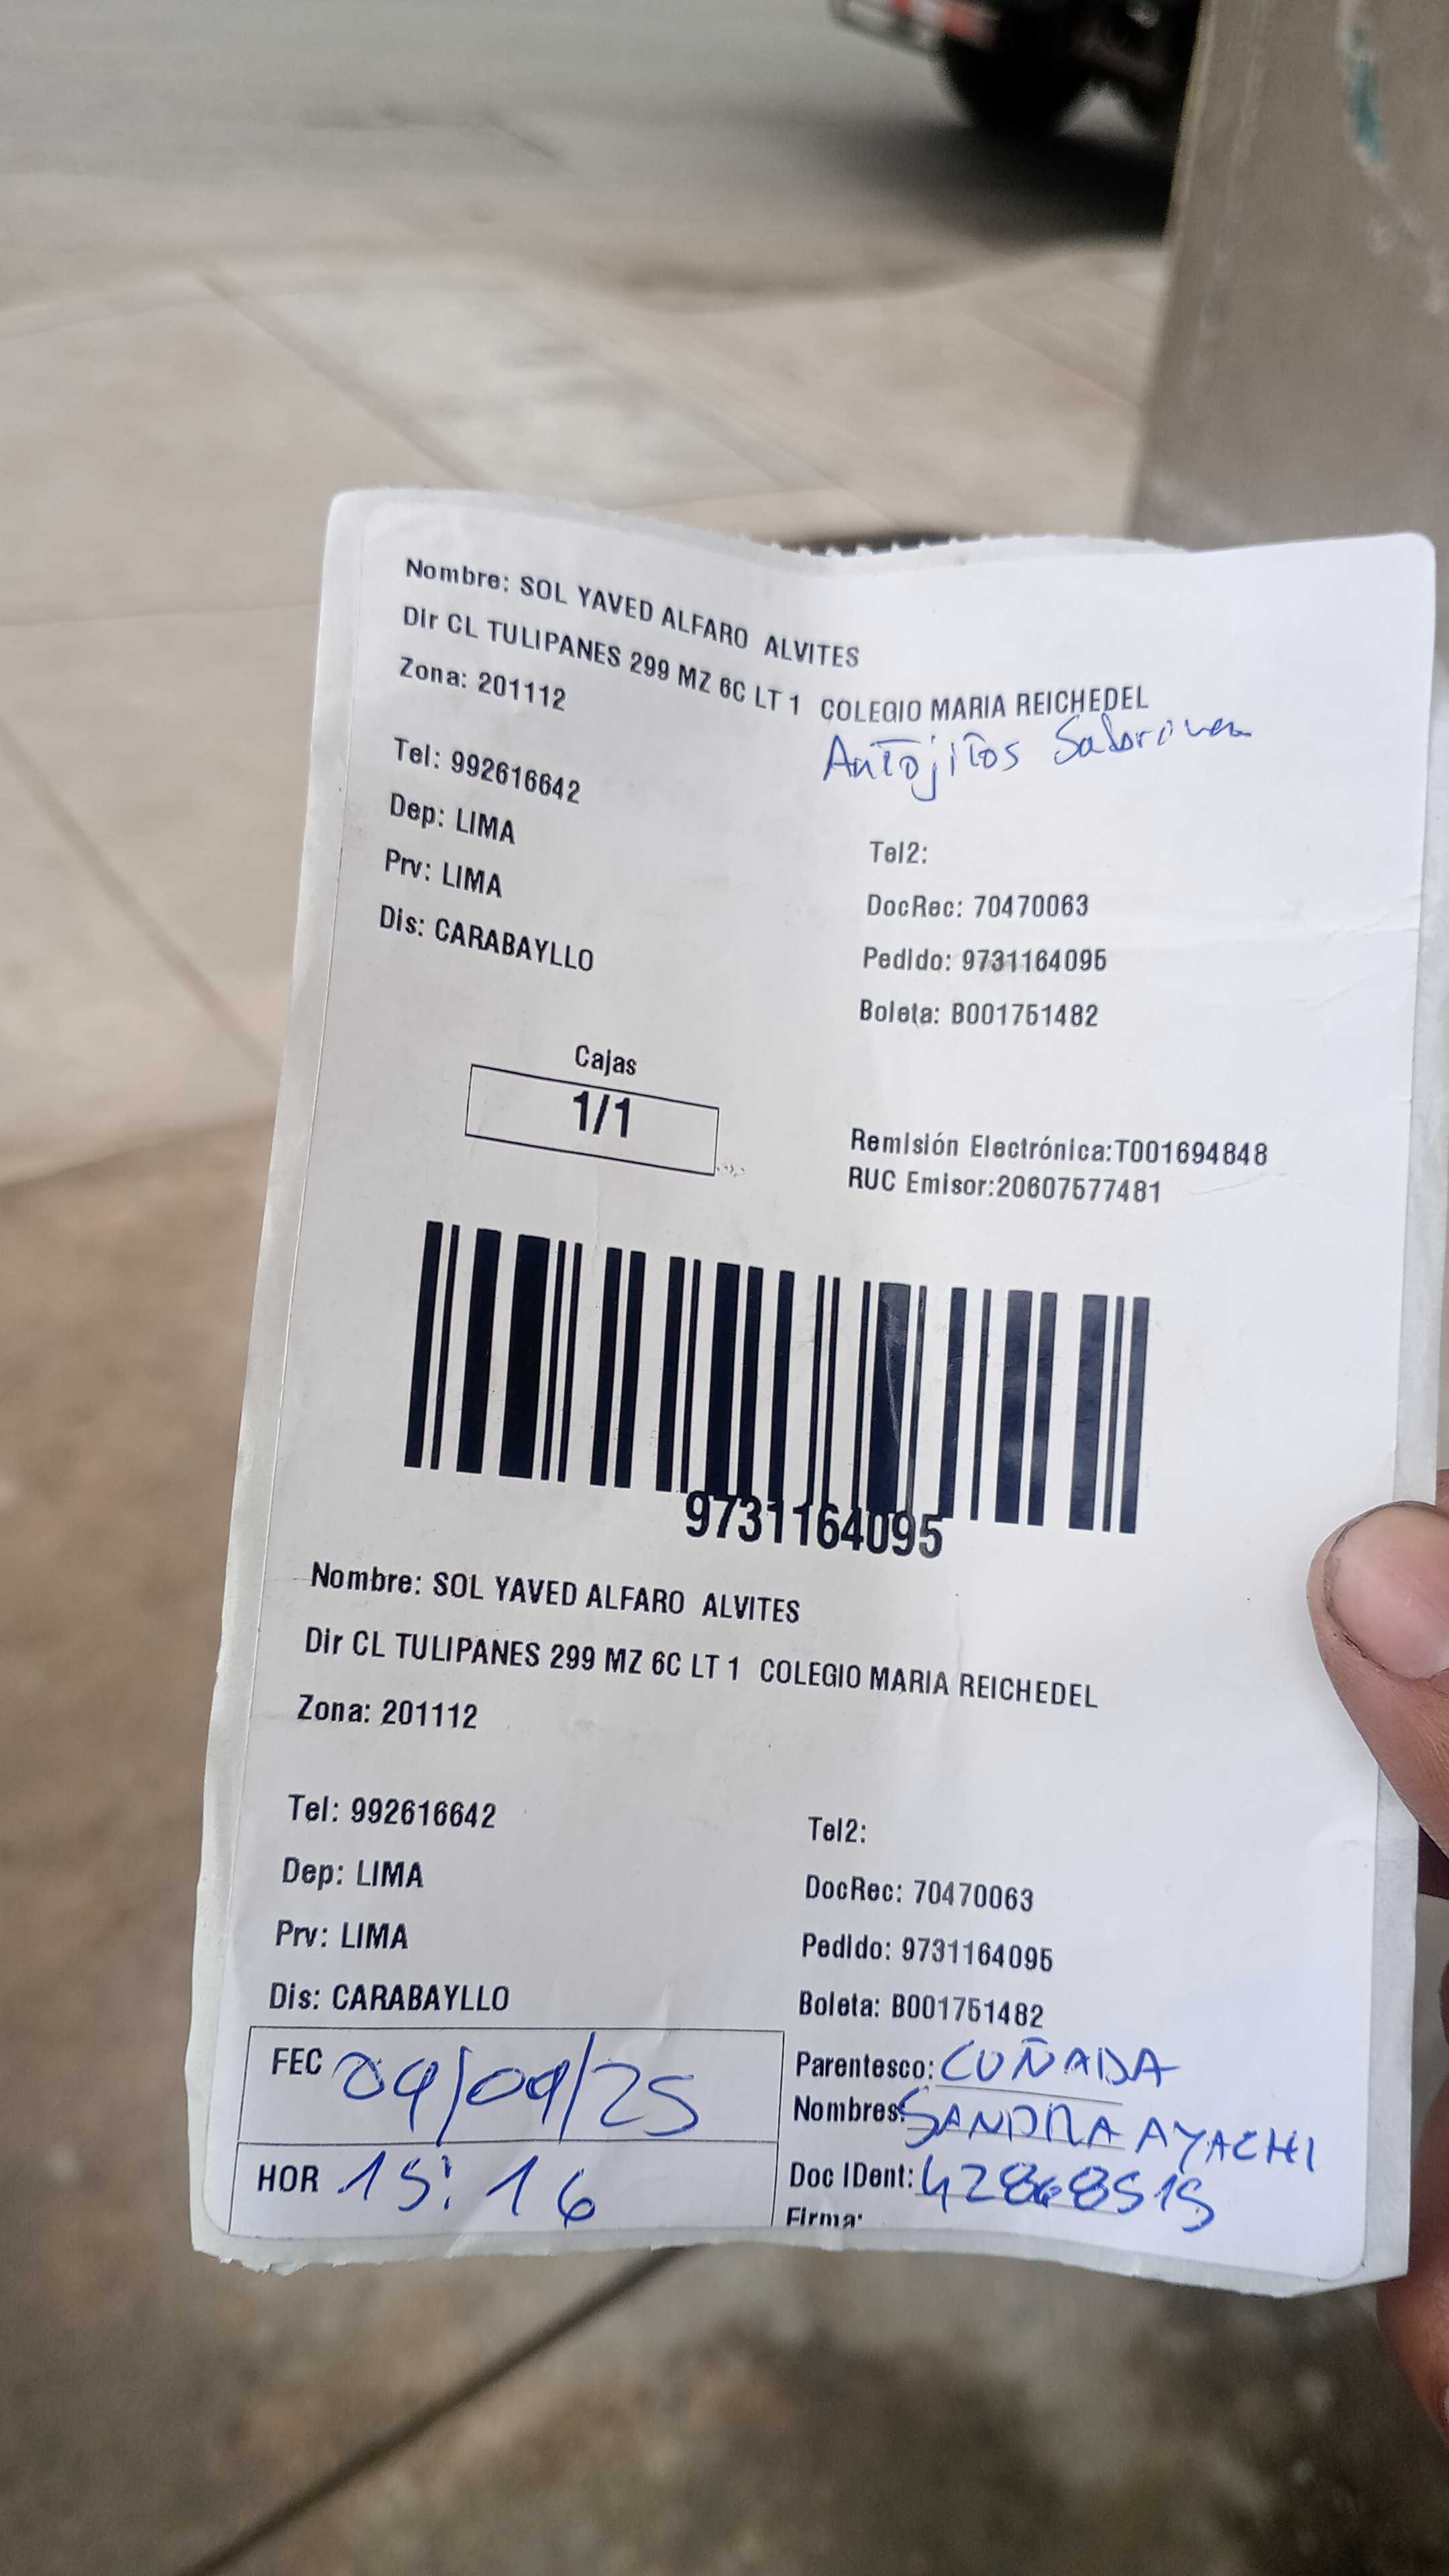 Nombre: SOL YAVED ALFARO ALVITES
Dir CL TULIPANES 299 MZ 6C LT 1 COLEGIO MARIA REICHEDEL
Zona: 201112
Antojitos
Tel: 992616642
Dep: LIMA
Prv: LIMA
Dis: CARABAYLLO
Tel2:
DocRec: 70470063
Pedido: 9731164095
Boleta: B001751482
Cajas
1/1
Remisión Electrónica:T001694848
RUC Emisor:20607577481
9731164095
Nombre: SOL YAVED ALFARO ALVITES
Dir CL TULIPANES 299 MZ 6C LT 1 COLEGIO MARIA REICHEDEL
Zona: 201112
Tel: 992616642
Dep: LIMA
Prv: LIMA
Dis: CARABAYLLO
Tel2:
DocRec: 70470063
Pedido: 9731164095
Boleta: B001751482
FEC 09/09/25
HOR 15:16
Parentesco: CUÑADA
Nombres: SANDRA AYACHI
Doc IDent:
Firma: